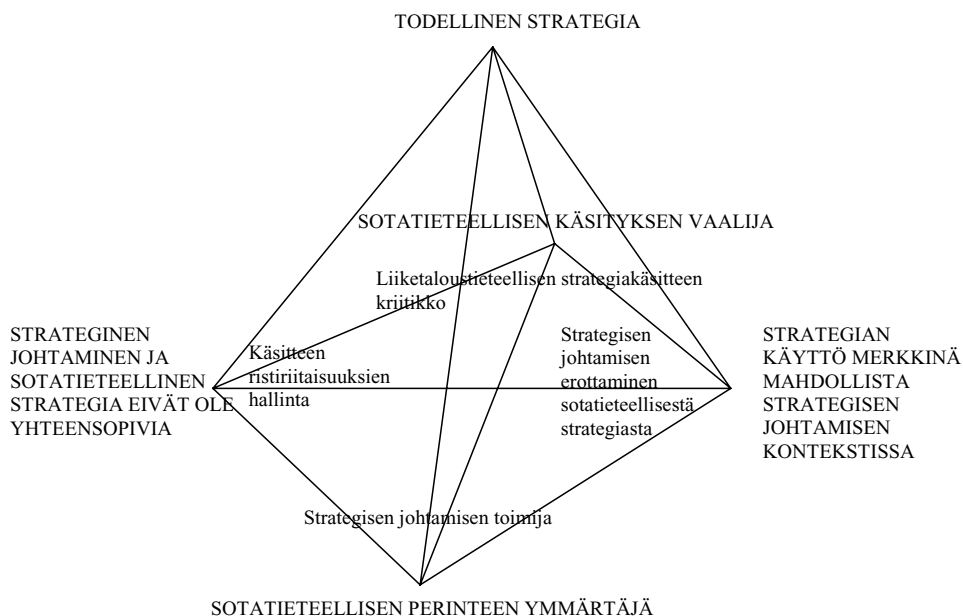 TODELLINEN STRATEGIA
SOTATIETEELLISEN KÄSITYKSEN VAALIJA
Liiketaloustieteellisen strategiakäsitteen
kriitikko
STRATEGINEN
JOHTAMINEN JA
SOTATIETEELLINEN
STRATEGIA EIVÄT OLE
YHTEENSOPIVIA
Käsitteen
ristiriitaisuuksien
hallinta
Strategisen
johtamisen
erottaminen
sotatieteellisestä
strategiasta
STRATEGIAN
KÄYTTÖ MERKKINÄ
MAHDOLLISTA
STRATEGISEN
JOHTAMISEN
KONTEKSTISSA
Strategisen johtamisen toimija
SOTATIETEELLISEN PERINTEEN YMMÄRTÄJÄ